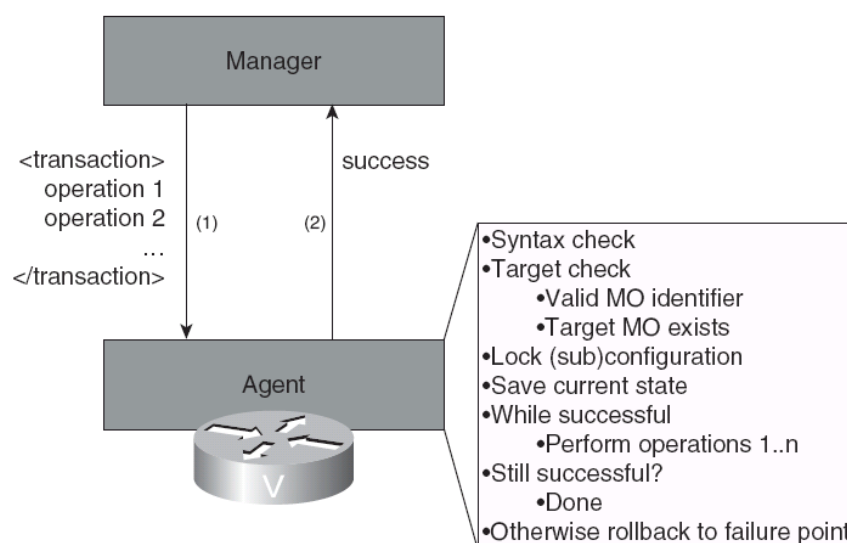 Manager
<transaction>
operation 1
operation 2
...
</transaction>
(1)
(2)
success
Agent
V
•Syntax check
•Target check
•Valid MO identifier
•Target MO exists
•Lock (sub)configuration
•Save current state
•While successful
•Perform operations 1..n
•Still successful?
•Done
•Otherwise rollback to failure point